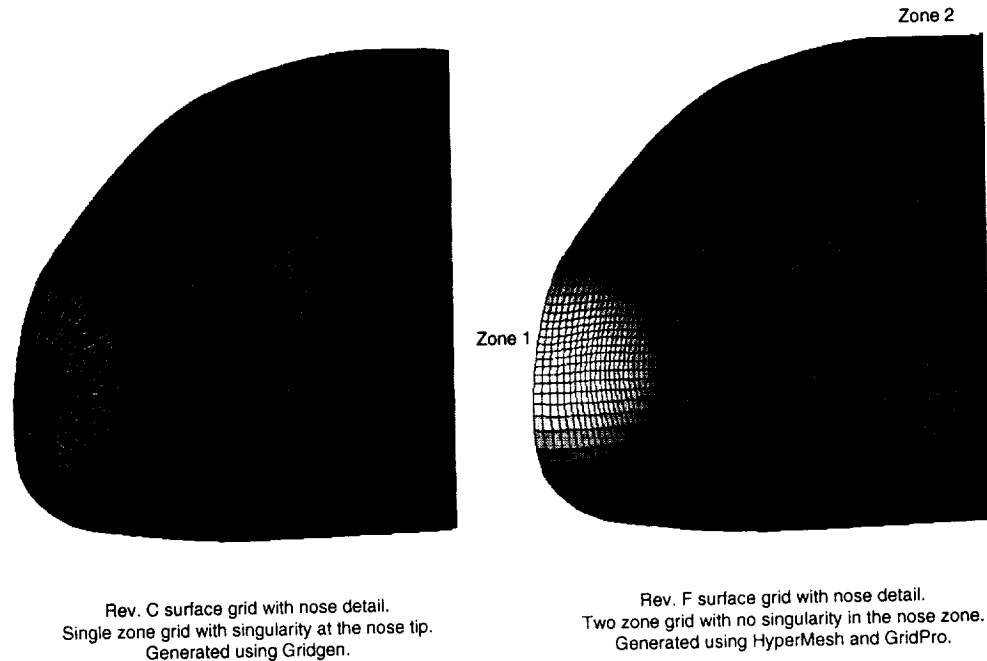 Zone 2
Zone 1
Rev. C surface grid with nose detail.
Single zone grid with singularity at the nose tip.
Generated using Gridgen.
Rev. F surface grid with nose detail.
Two zone grid with no singularity in the nose zone.
Generated using HyperMesh and GridPro.